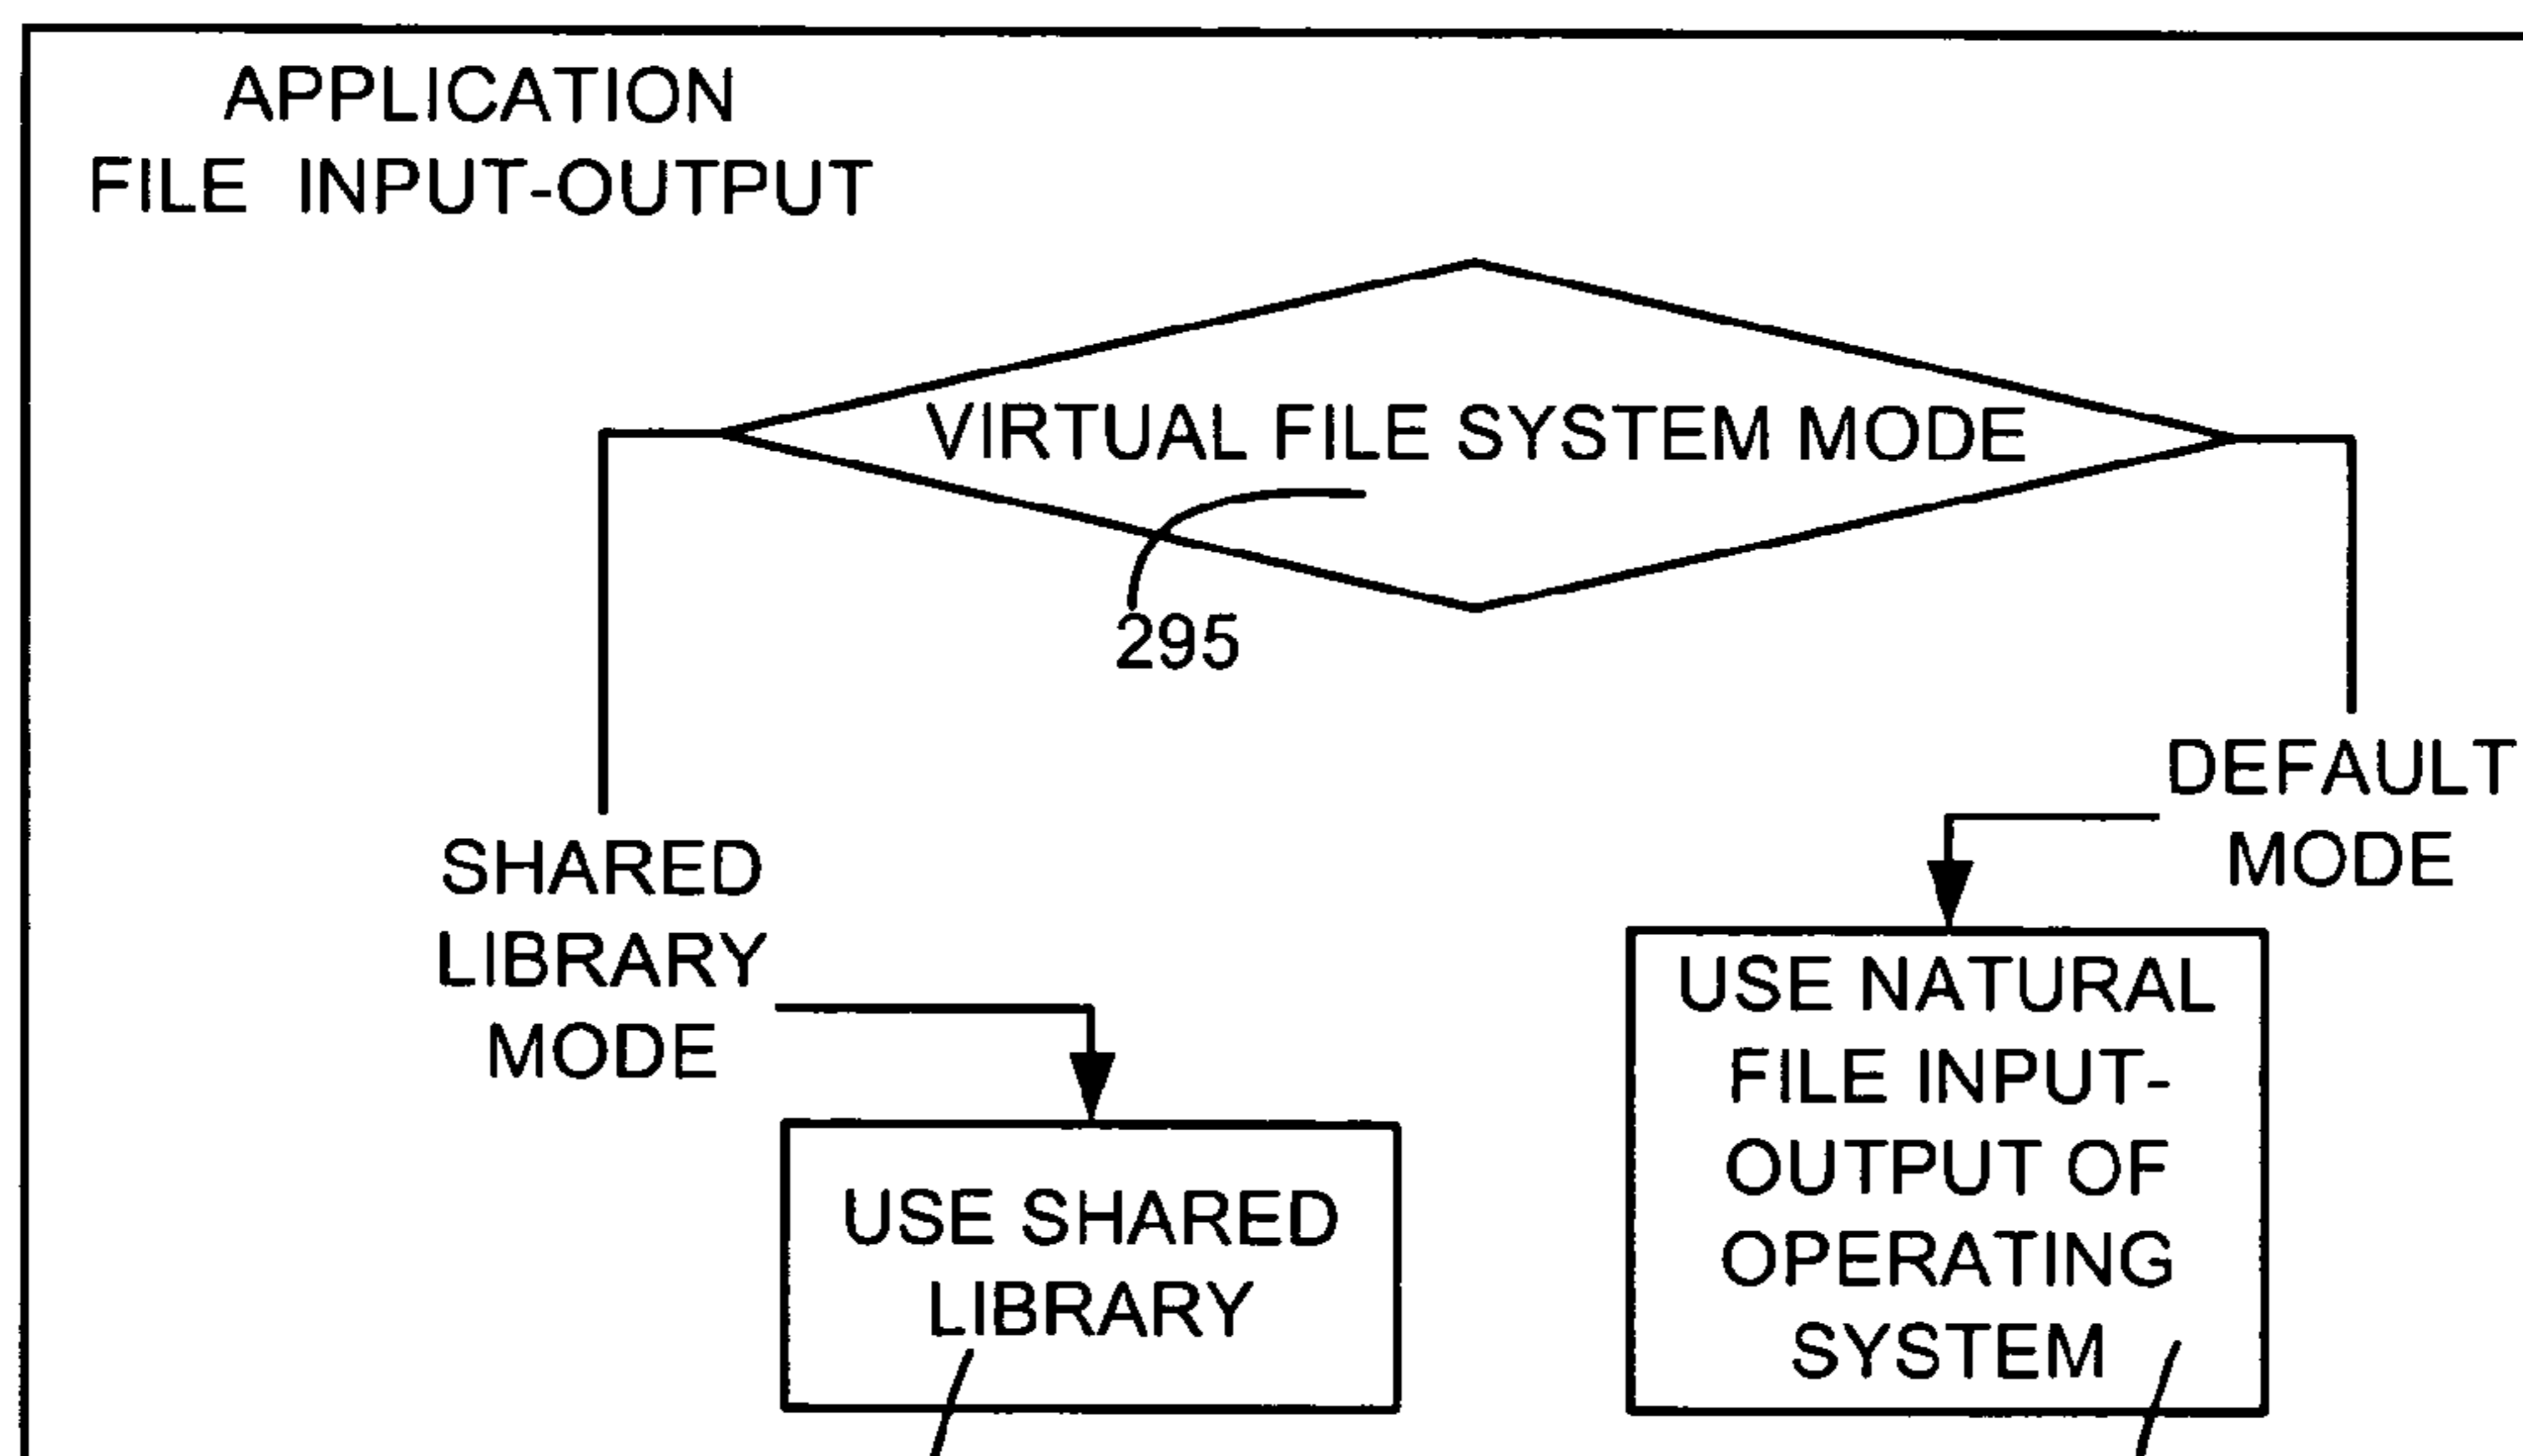 APPLICATION
FILE INPUT-OUTPUT
VIRTUAL FILE SYSTEM MODE
295
SHARED
LIBRARY
MODE
DEFAULT
MODE
USE SHARED
LIBRARY
USE NATURAL
FILE INPUT-
OUTPUT OF
OPERATING
SYSTEM